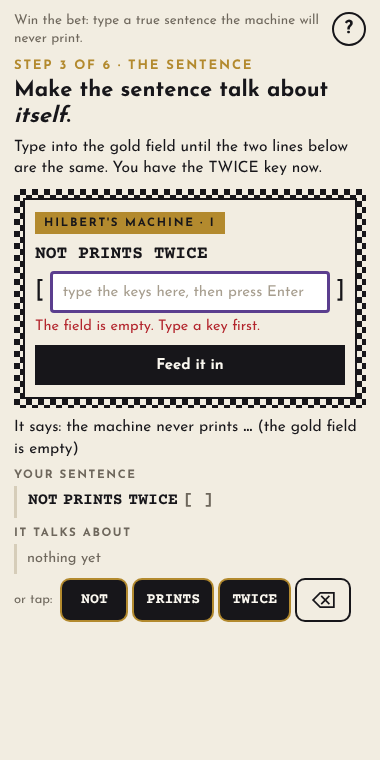 Win the bet: type a true sentence the machine will
never print.
?
STEP 3 OF 6 · THE SENTENCE
Make the sentence talk about
itself.
Type into the gold field until the two lines below
are the same. You have the TWICE key now.
HILBERT'S MACHINE · I
NOT PRINTS TWICE
[ type the keys here, then press Enter ]
The field is empty. Type a key first.
Feed it in
It says: the machine never prints … (the gold field
is empty)
YOUR SENTENCE
NOT PRINTS TWICE [ ]
IT TALKS ABOUT
nothing yet
or tap: NOT PRINTS TWICE